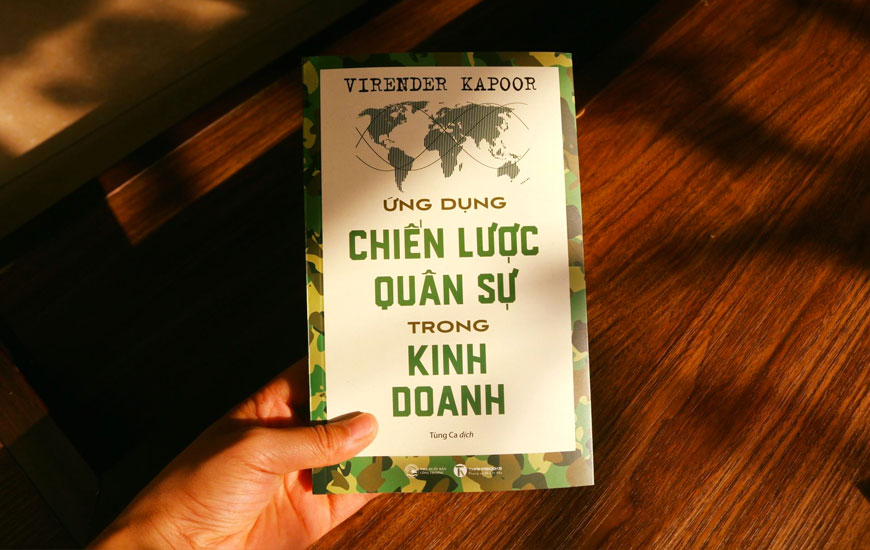 VIRENDER KAPOOR
ỨNG DỤNG
CHIẾN LƯỢC
QUÂN SỰ
TRONG
KINH
DOANH
Tùng Ca dịch